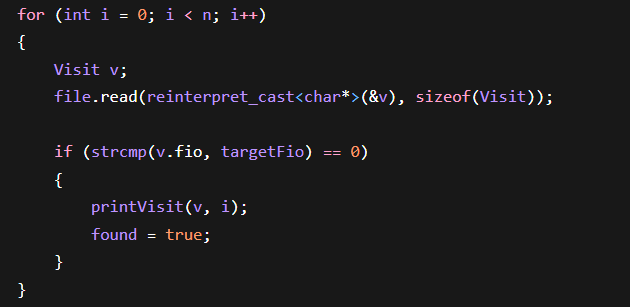 for (int i = 0; i < n; i++)
{
    Visit v;
    file.read(reinterpret_cast<char*>(&v), sizeof(Visit));

    if (strcmp(v.fio, targetFio) == 0)
    {
        printVisit(v, i);
        found = true;
    }
}